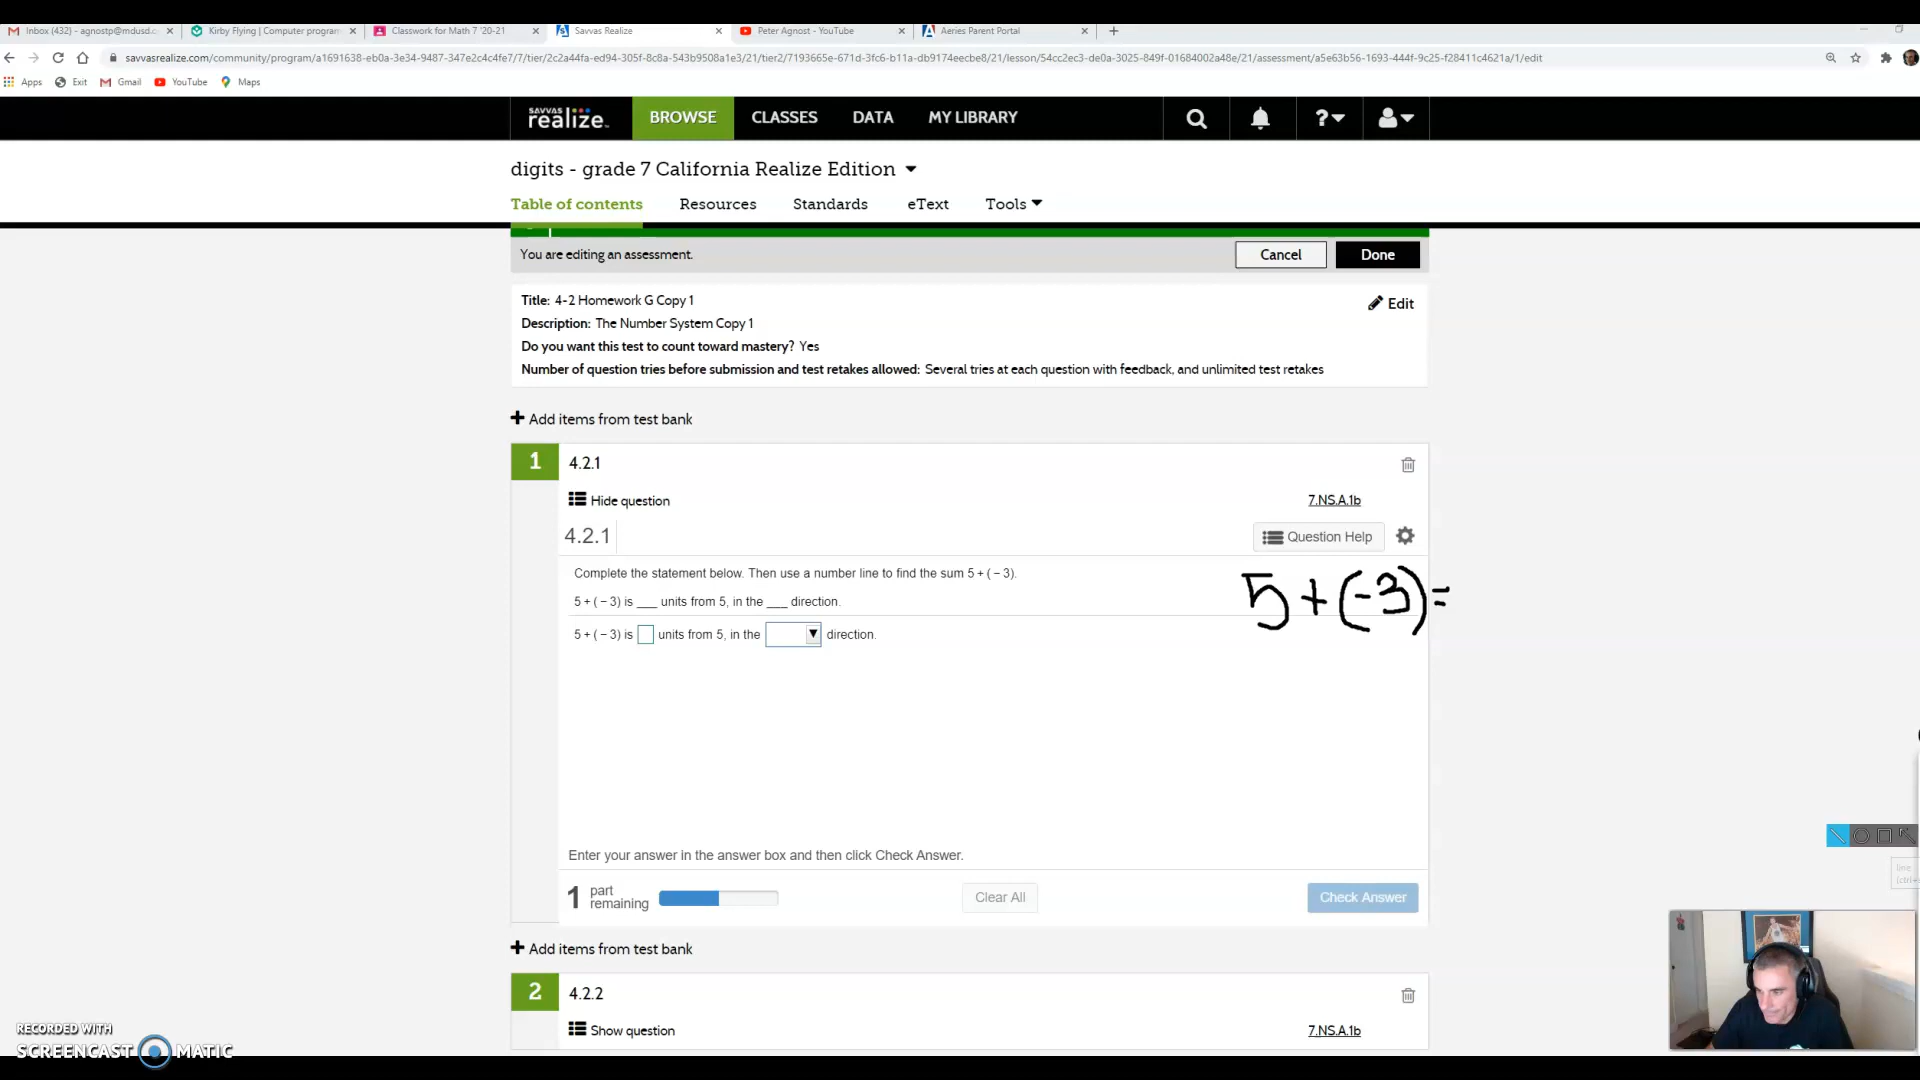 Inbox (432) - agnostp@mdusd.c
Kirby Flying | Computer program
Classwork for Math 7 '20-21
Savvas Realize
Peter Agnost - YouTube
Aeries Parent Portal
savvasrealize.com/community/program/a1691638-eb0a-3e34-9487-347e2c4c4fe7/7/tier/2c2a44fa-ed94-305f-8c8a-543b9508a1e3/21/tier2/7193665e-671d-3fc6-b11a-db9174eecbe8/21/lesson/54cc2ec3-de0a-3025-849f-01684002a48e/21/assessment/a5e63b56-1693-444f-9c25-f28411c4621a/1/edit
Apps Exit Gmail YouTube Maps
SAVVAS realize BROWSE CLASSES DATA MY LIBRARY ?
digits - grade 7 California Realize Edition
Table of contents Resources Standards eText Tools
You are editing an assessment. Cancel Done
Title: 4-2 Homework G Copy 1 Edit
Description: The Number System Copy 1
Do you want this test to count toward mastery? Yes
Number of question tries before submission and test retakes allowed: Several tries at each question with feedback, and unlimited test retakes
+ Add items from test bank
1 4.2.1
Hide question 7.NS.A.1b
4.2.1 Question Help
Complete the statement below. Then use a number line to find the sum 5 + ( − 3).
5 + ( − 3) is ___ units from 5, in the ___ direction.
5 + (-3) =
5 + ( − 3) is units from 5, in the direction.
Enter your answer in the answer box and then click Check Answer.
1 part remaining Clear All Check Answer
+ Add items from test bank
2 4.2.2
Show question 7.NS.A.1b
line
RECORDED WITH
SCREENCAST MATIC